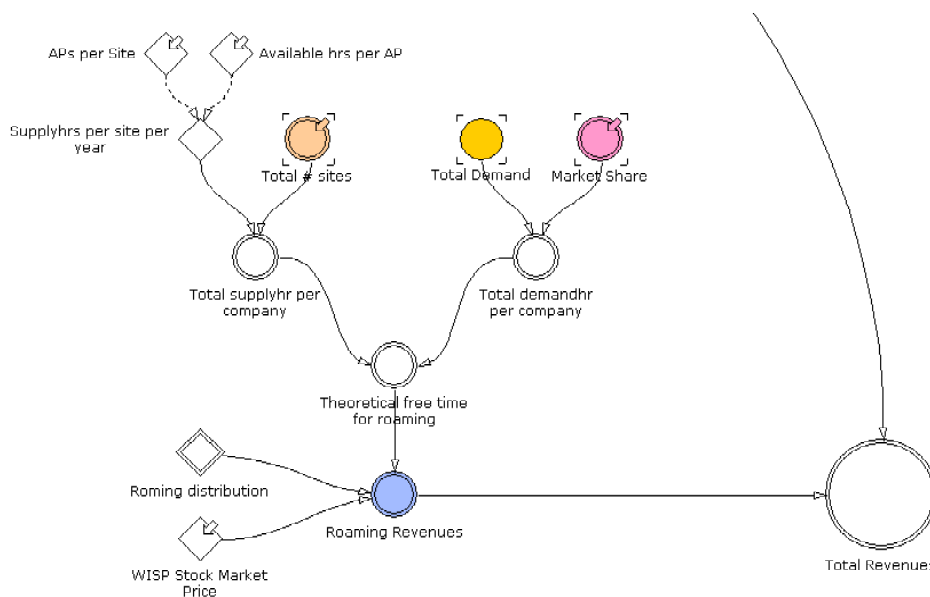 APs per Site
Available hrs per AP
Supplyhrs per site per
year
Total # sites
Total Demand
Market Share
Total supplyhr per
company
Total demandhr
per company
Theoretical free time
for roaming
Roming distribution
Roaming Revenues
WISP Stock Market
Price
Total Revenues